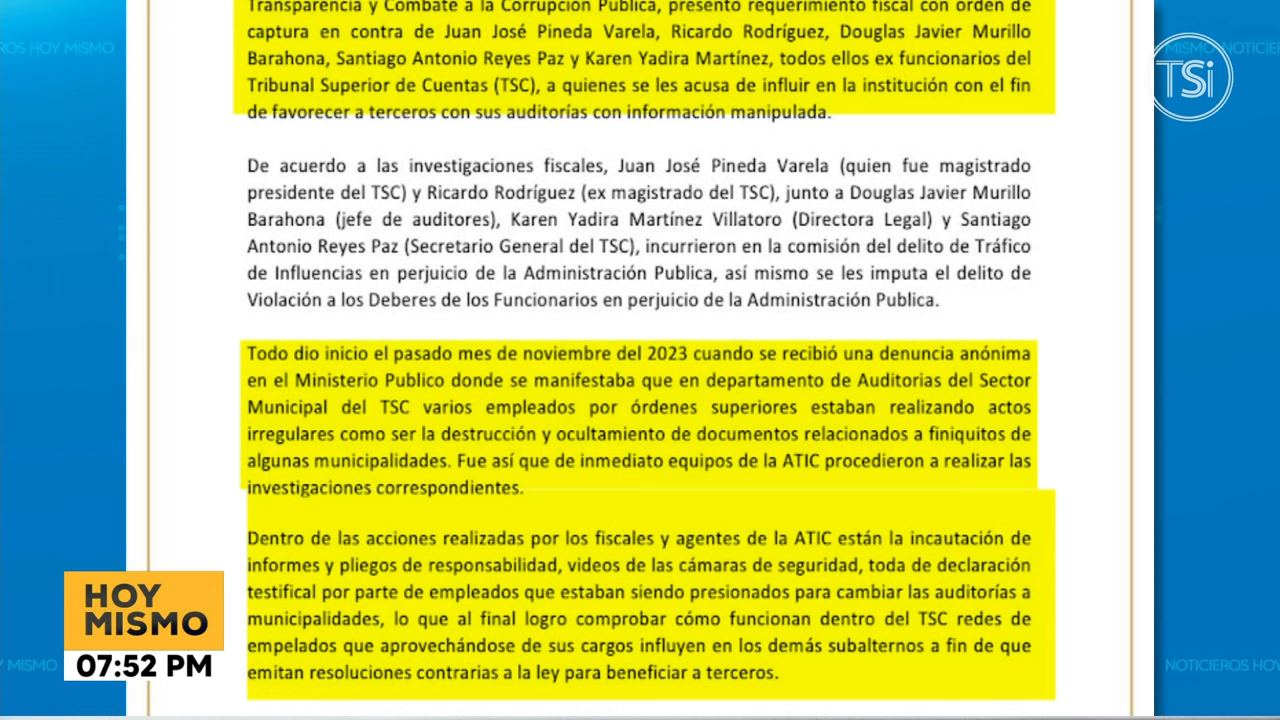 Transparencia y Combate a la Corrupción Publica, presentó requerimiento fiscal con orden de
captura en contra de Juan José Pineda Varela, Ricardo Rodríguez, Douglas Javier Murillo
Barahona, Santiago Antonio Reyes Paz y Karen Yadira Martínez, todos ellos ex funcionarios del
Tribunal Superior de Cuentas (TSC), a quienes se les acusa de influir en la institución con el fin
de favorecer a terceros con sus auditorías con información manipulada.
De acuerdo a las investigaciones fiscales, Juan José Pineda Varela (quien fue magistrado
presidente del TSC) y Ricardo Rodríguez (ex magistrado del TSC), junto a Douglas Javier Murillo
Barahona (jefe de auditores), Karen Yadira Martínez Villatoro (Directora Legal) y Santiago
Antonio Reyes Paz (Secretario General del TSC), incurrieron en la comisión del delito de Tráfico
de Influencias en perjuicio de la Administración Publica, así mismo se les imputa el delito de
Violación a los Deberes de los Funcionarios en perjuicio de la Administración Publica.
Todo dio inicio el pasado mes de noviembre del 2023 cuando se recibió una denuncia anónima
en el Ministerio Publico donde se manifestaba que en departamento de Auditorias del Sector
Municipal del TSC varios empleados por órdenes superiores estaban realizando actos
irregulares como ser la destrucción y ocultamiento de documentos relacionados a finiquitos de
algunas municipalidades. Fue así que de inmediato equipos de la ATIC procedieron a realizar las
investigaciones correspondientes.
Dentro de las acciones realizadas por los fiscales y agentes de la ATIC están la incautación de
informes y pliegos de responsabilidad, videos de las cámaras de seguridad, toda de declaración
testifical por parte de empleados que estaban siendo presionados para cambiar las auditorías a
municipalidades, lo que al final logro comprobar cómo funcionan dentro del TSC redes de
empelados que aprovechándose de sus cargos influyen en los demás subalternos a fin de que
emitan resoluciones contrarias a la ley para beneficiar a terceros.
TSi
HOY
MISMO
07:52 PM
ROS HOY MISMO
MISMO NOTICIE
Y MISMO
NOTICIEROS HOY